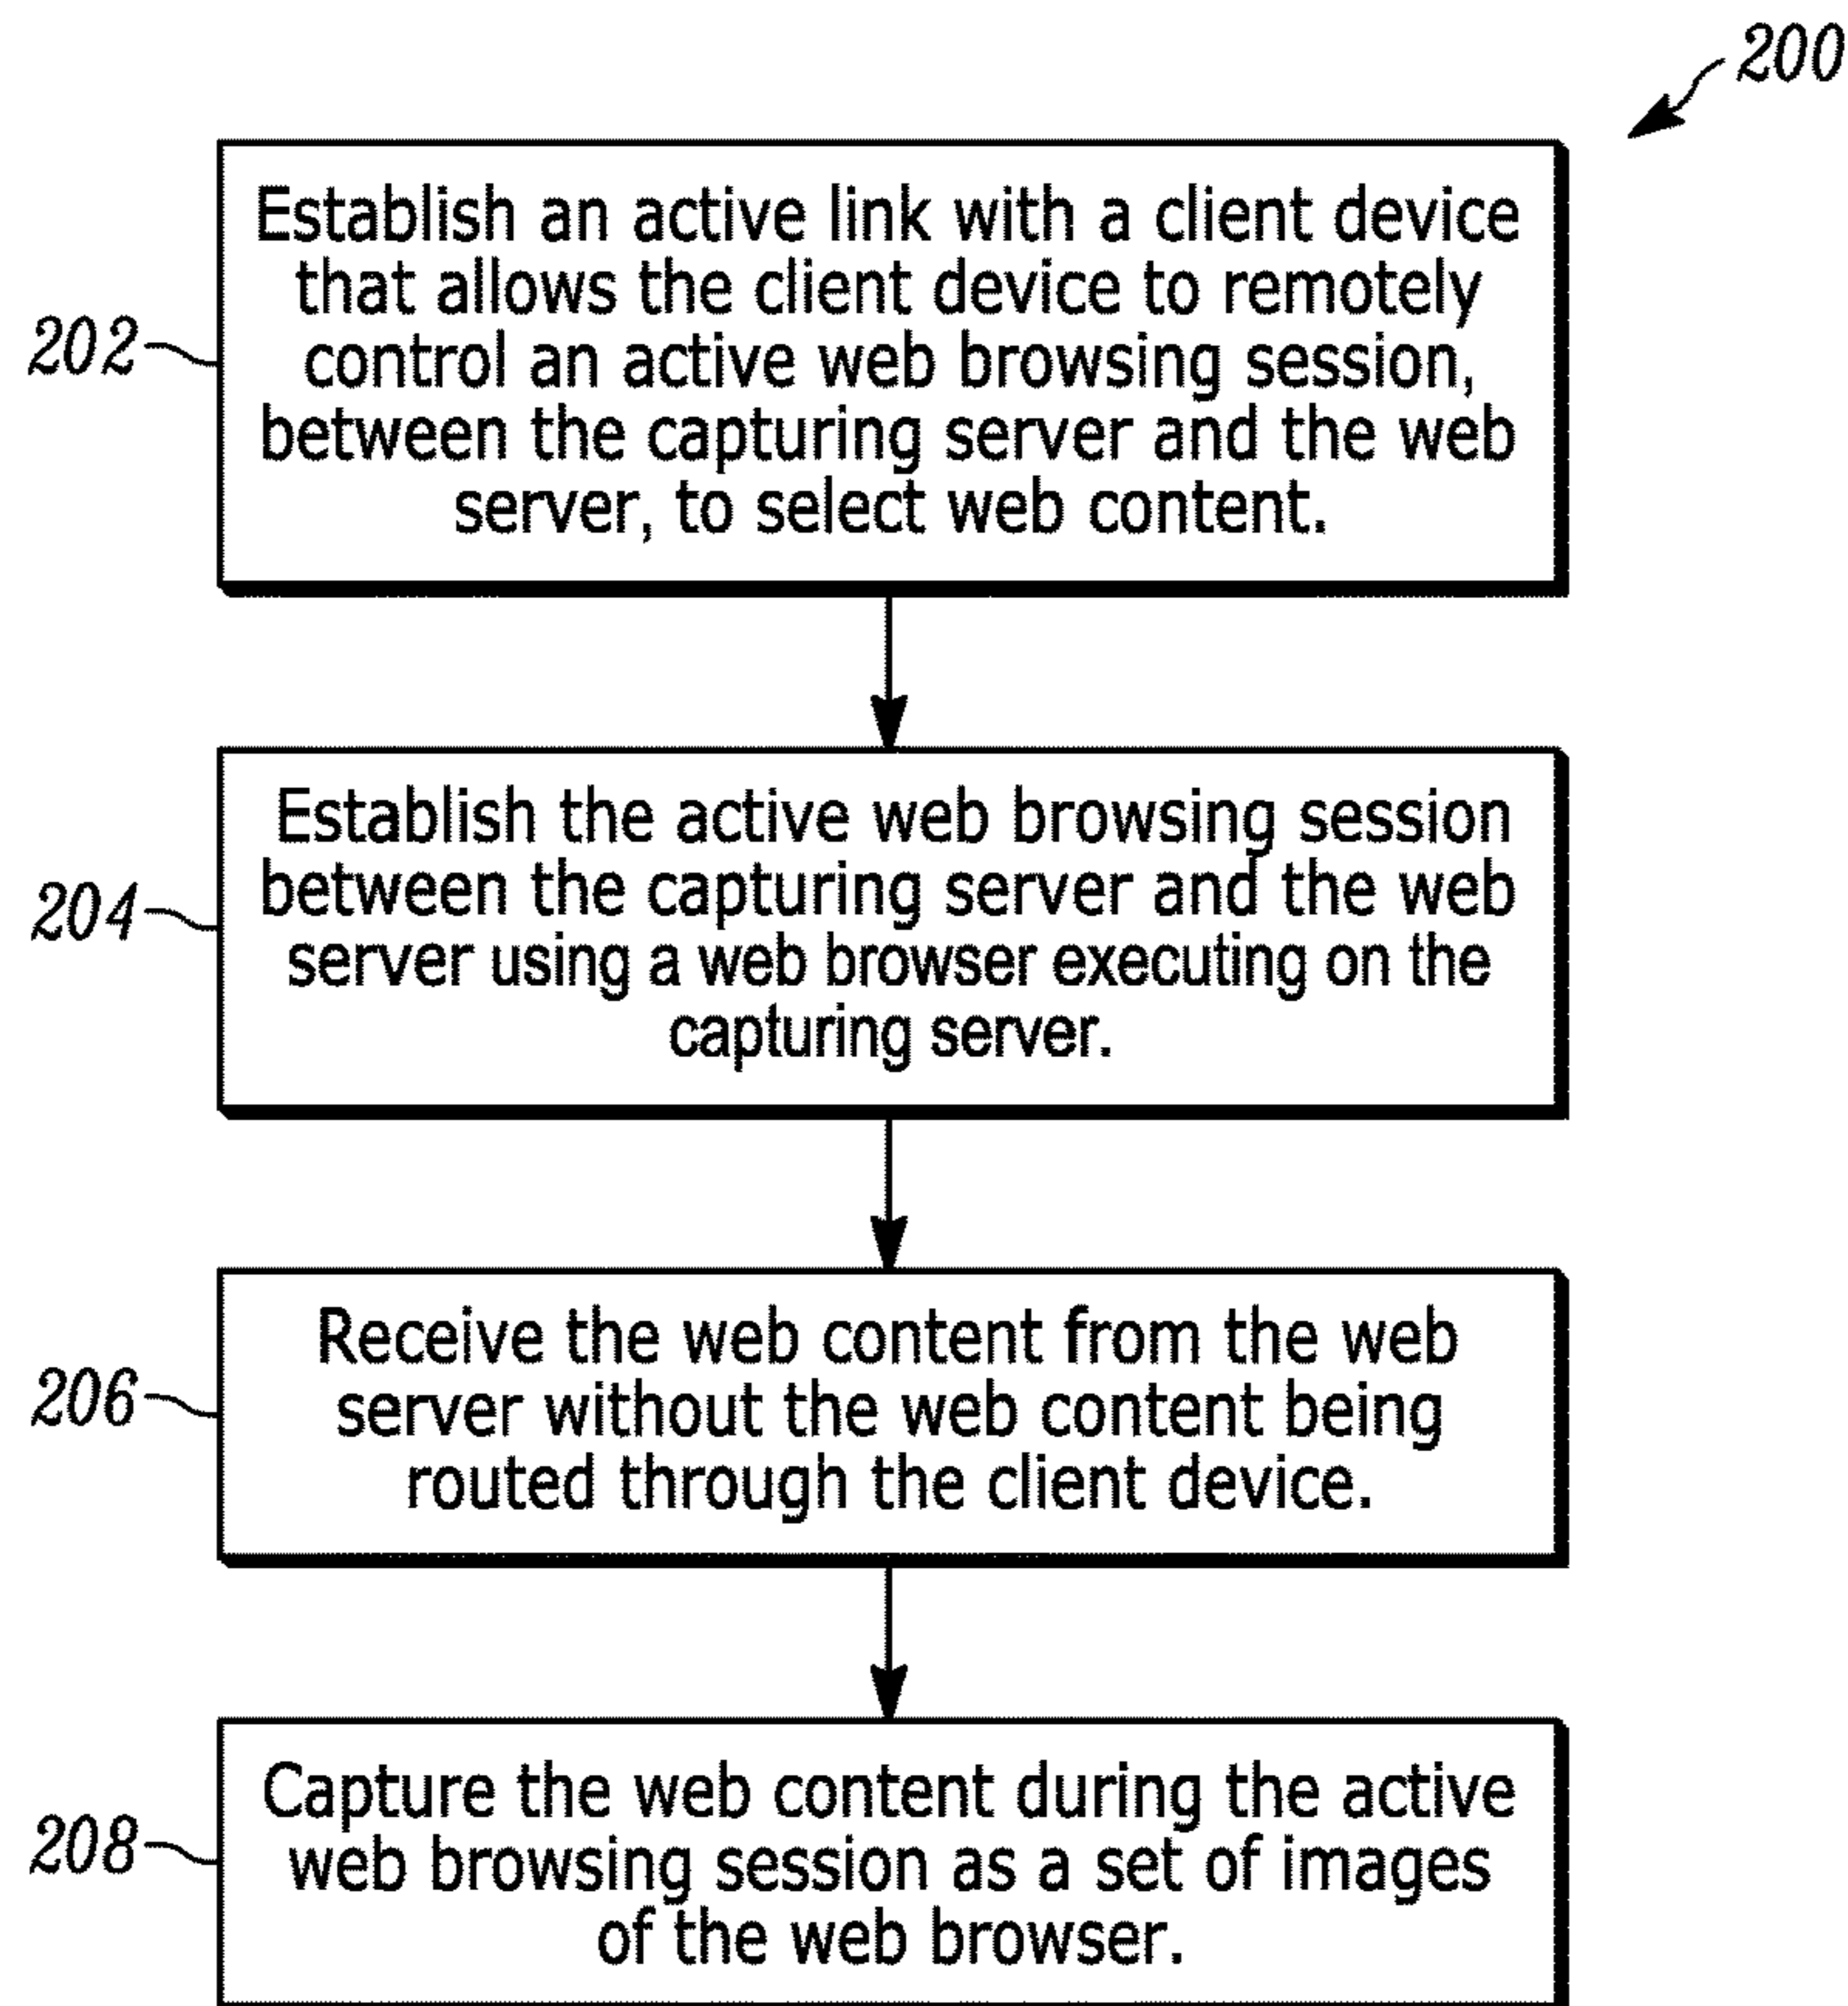 200
Establish an active link with a client device
that allows the client device to remotely
control an active web browsing session,
between the capturing server and the web
server, to select web content.
202
Establish the active web browsing session
between the capturing server and the web
server using a web browser executing on the
capturing server.
204
Receive the web content from the web
server without the web content being
routed through the client device.
206
Capture the web content during the active
web browsing session as a set of images
of the web browser.
208